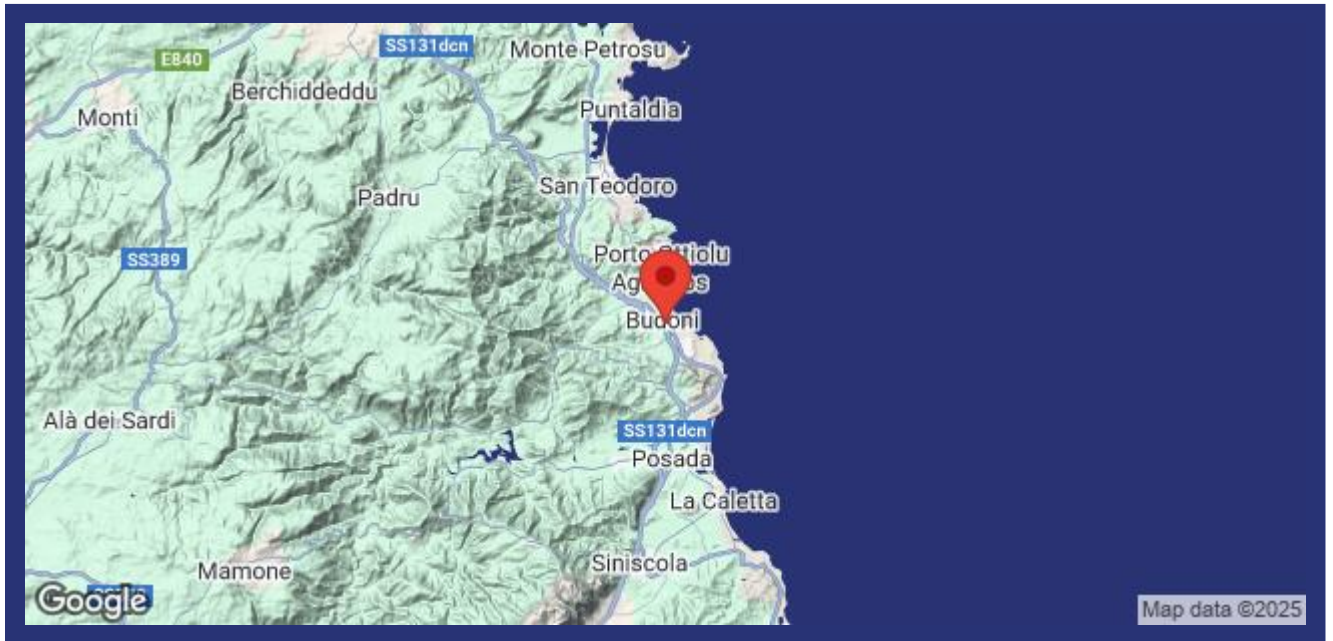 SS131dcn
Monte Petrosu
E840
Berchiddeddu
Puntaldia
Monti
San Teodoro
Padru
Porto
SS389
Budoni
Alà dei Sardi
SS131dcn
Posada
La Caletta
Siniscola
Mamone
Google
Map data ©2025